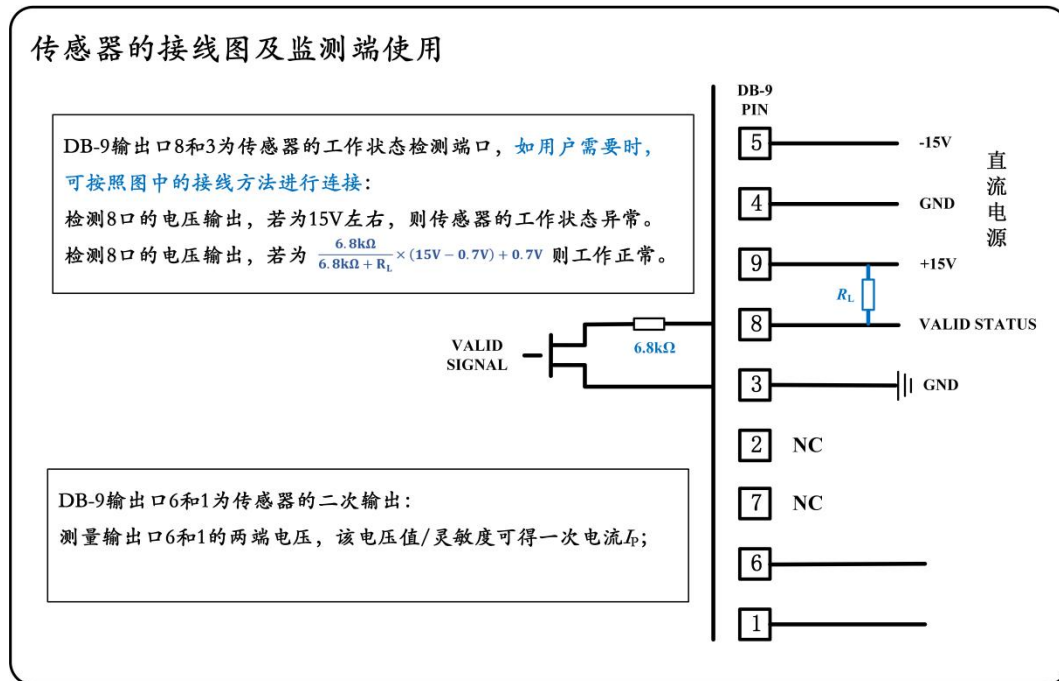 传感器的接线图及监测端使用
DB-9输出口8和3为传感器的工作状态检测端口，如用户需要时，
可按照图中的接线方法进行连接：
检测8口的电压输出，若为15V左右，则传感器的工作状态异常。
检测8口的电压输出，若为 6.8kΩ/6.8kΩ+R_L ×(15V−0.7V)+0.7V 则工作正常。
VALID
SIGNAL
6.8kΩ
DB-9输出口6和1为传感器的二次输出：
测量输出口6和1的两端电压，该电压值/灵敏度可得一次电流I_P；
DB-9
PIN
5 -15V
4 GND
9 +15V
R_L
8 VALID STATUS
3 GND
2 NC
7 NC
6
1
直流电源